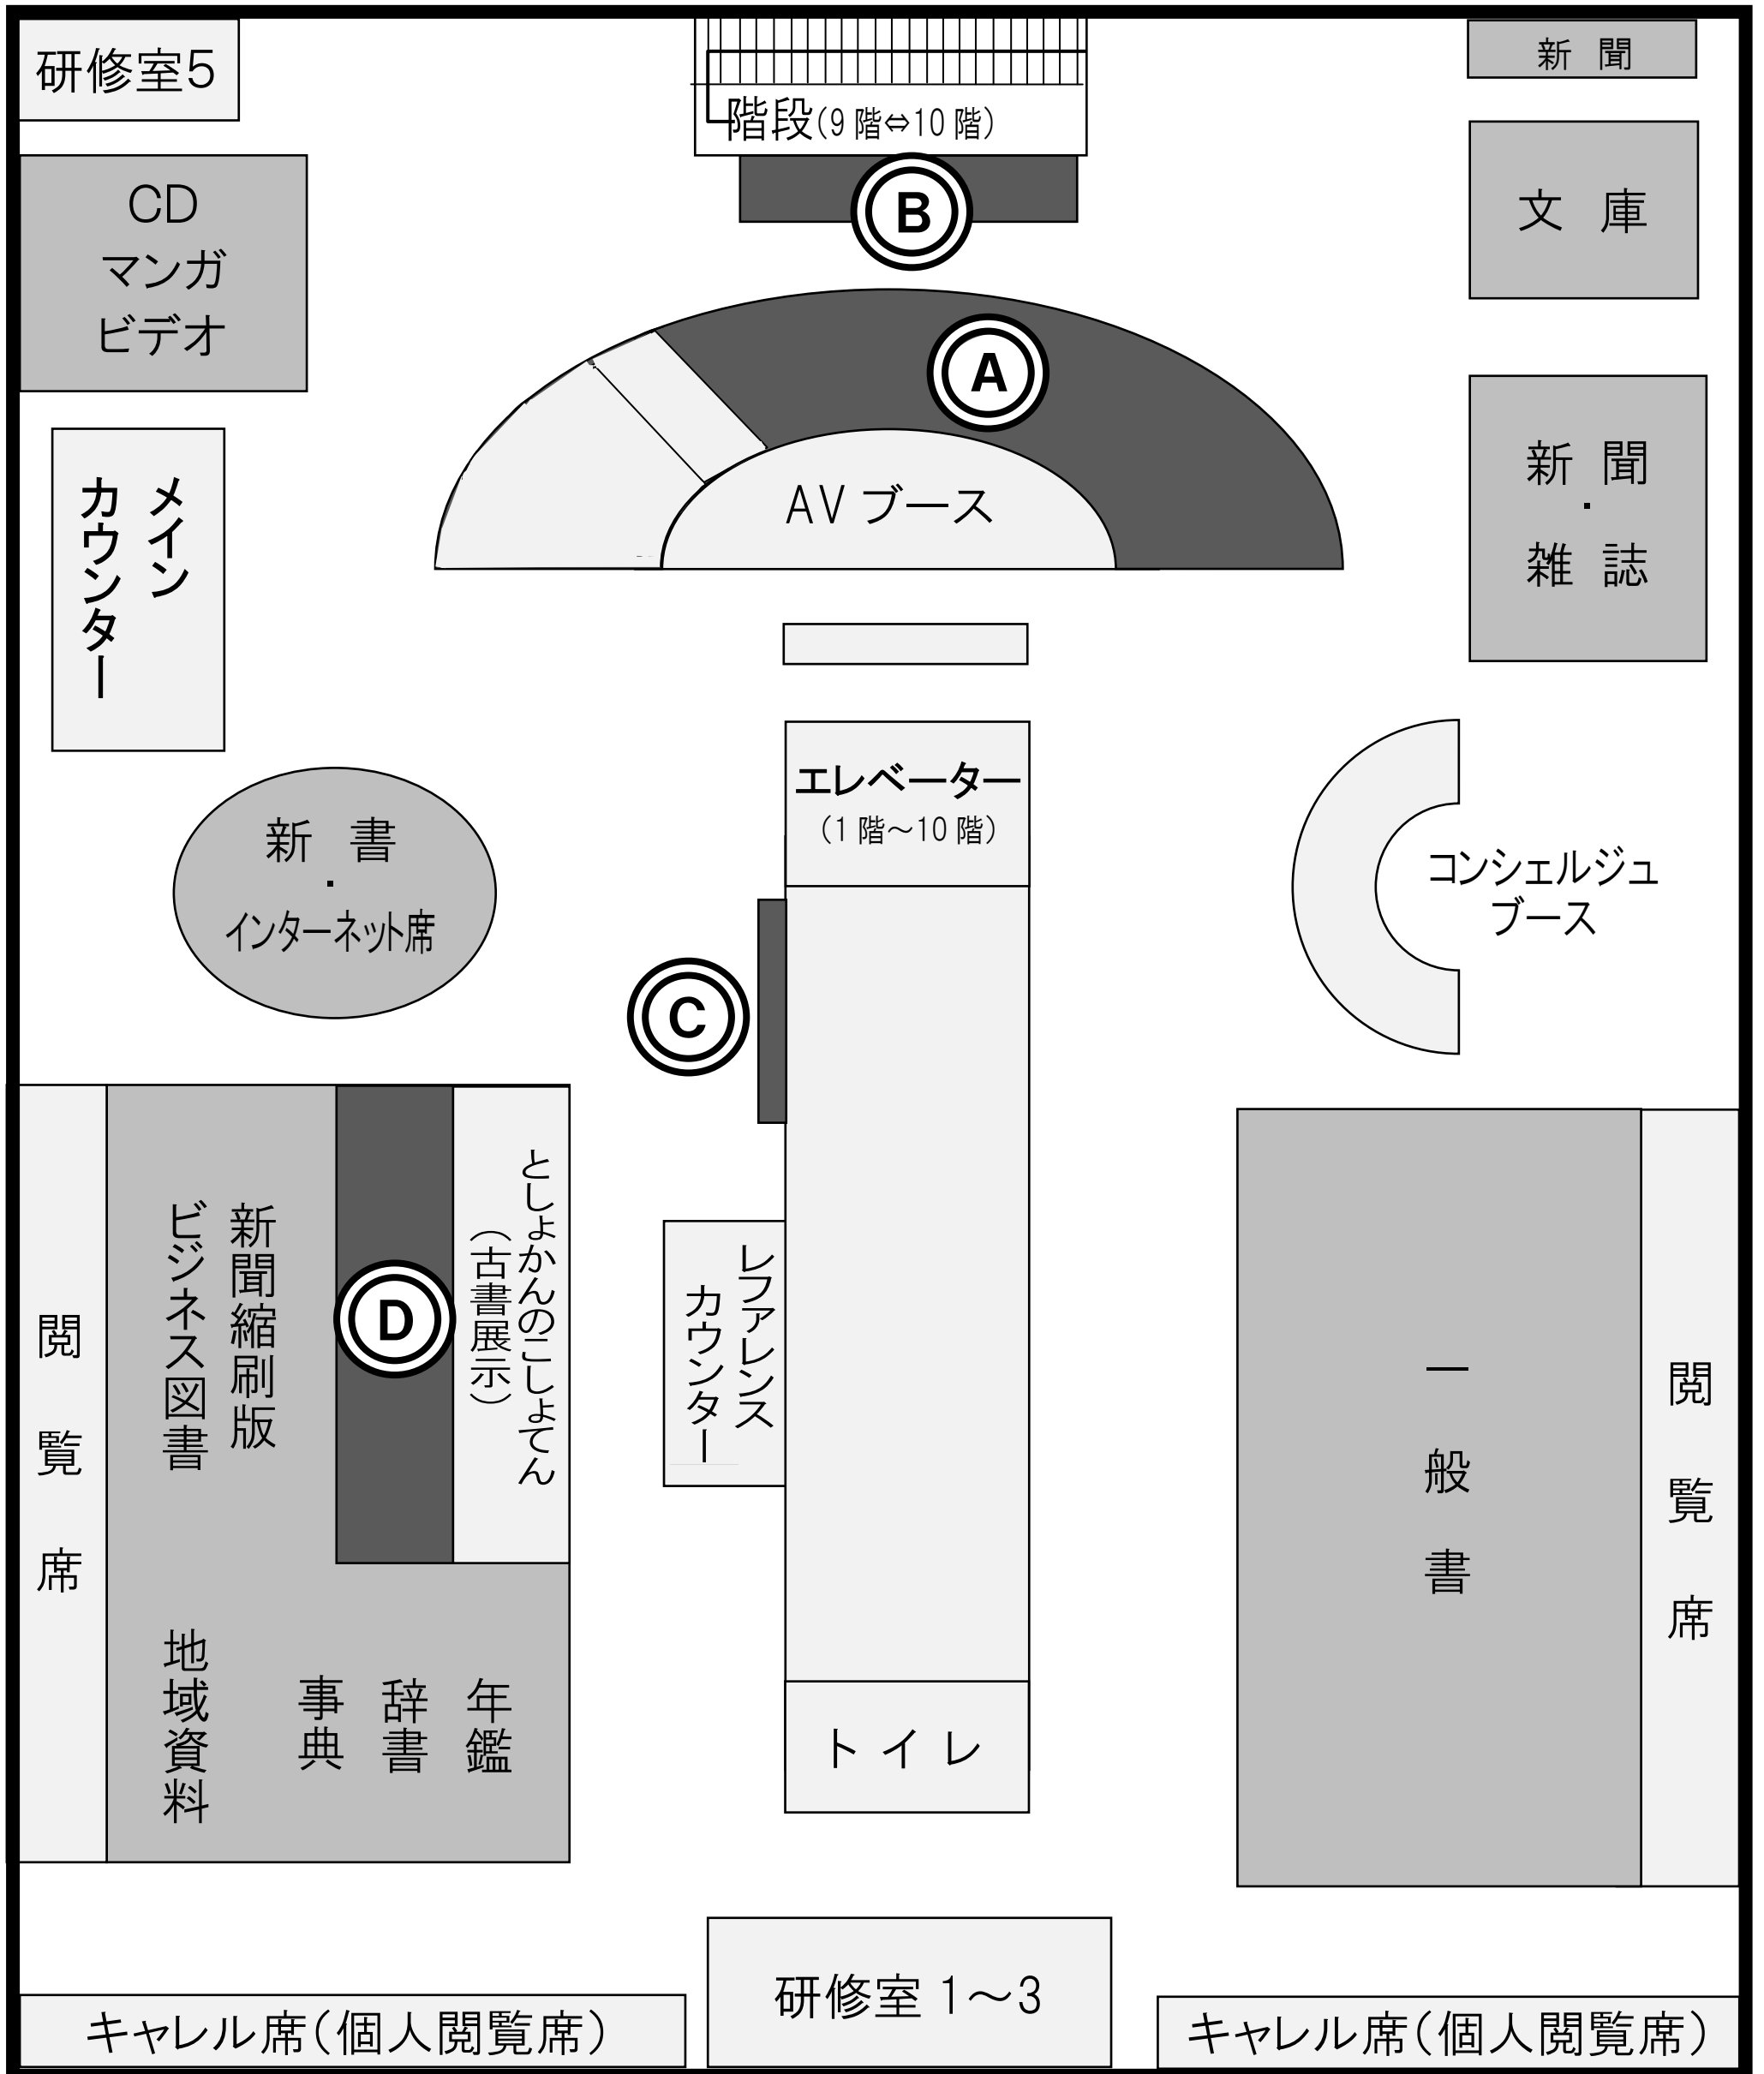 研修室5
階段(9階⇔10階)
新 聞
CD
マンガ
ビデオ
B
文 庫
A
AVブース
新 聞
・
雑 誌
メイン
カウンター
エレベーター
(1階～10階)
新 書
・
インターネット席
コンシェルジュ
ブース
C
閲覧席
新聞縮刷版
ビジネス図書
D
としょかんのこしょてん
(古書展示)
レファレンス
カウンター
一般書
閲覧席
地域資料
事典
辞書
年鑑
トイレ
研修室 1～3
キャレル席(個人閲覧席)
キャレル席(個人閲覧席)